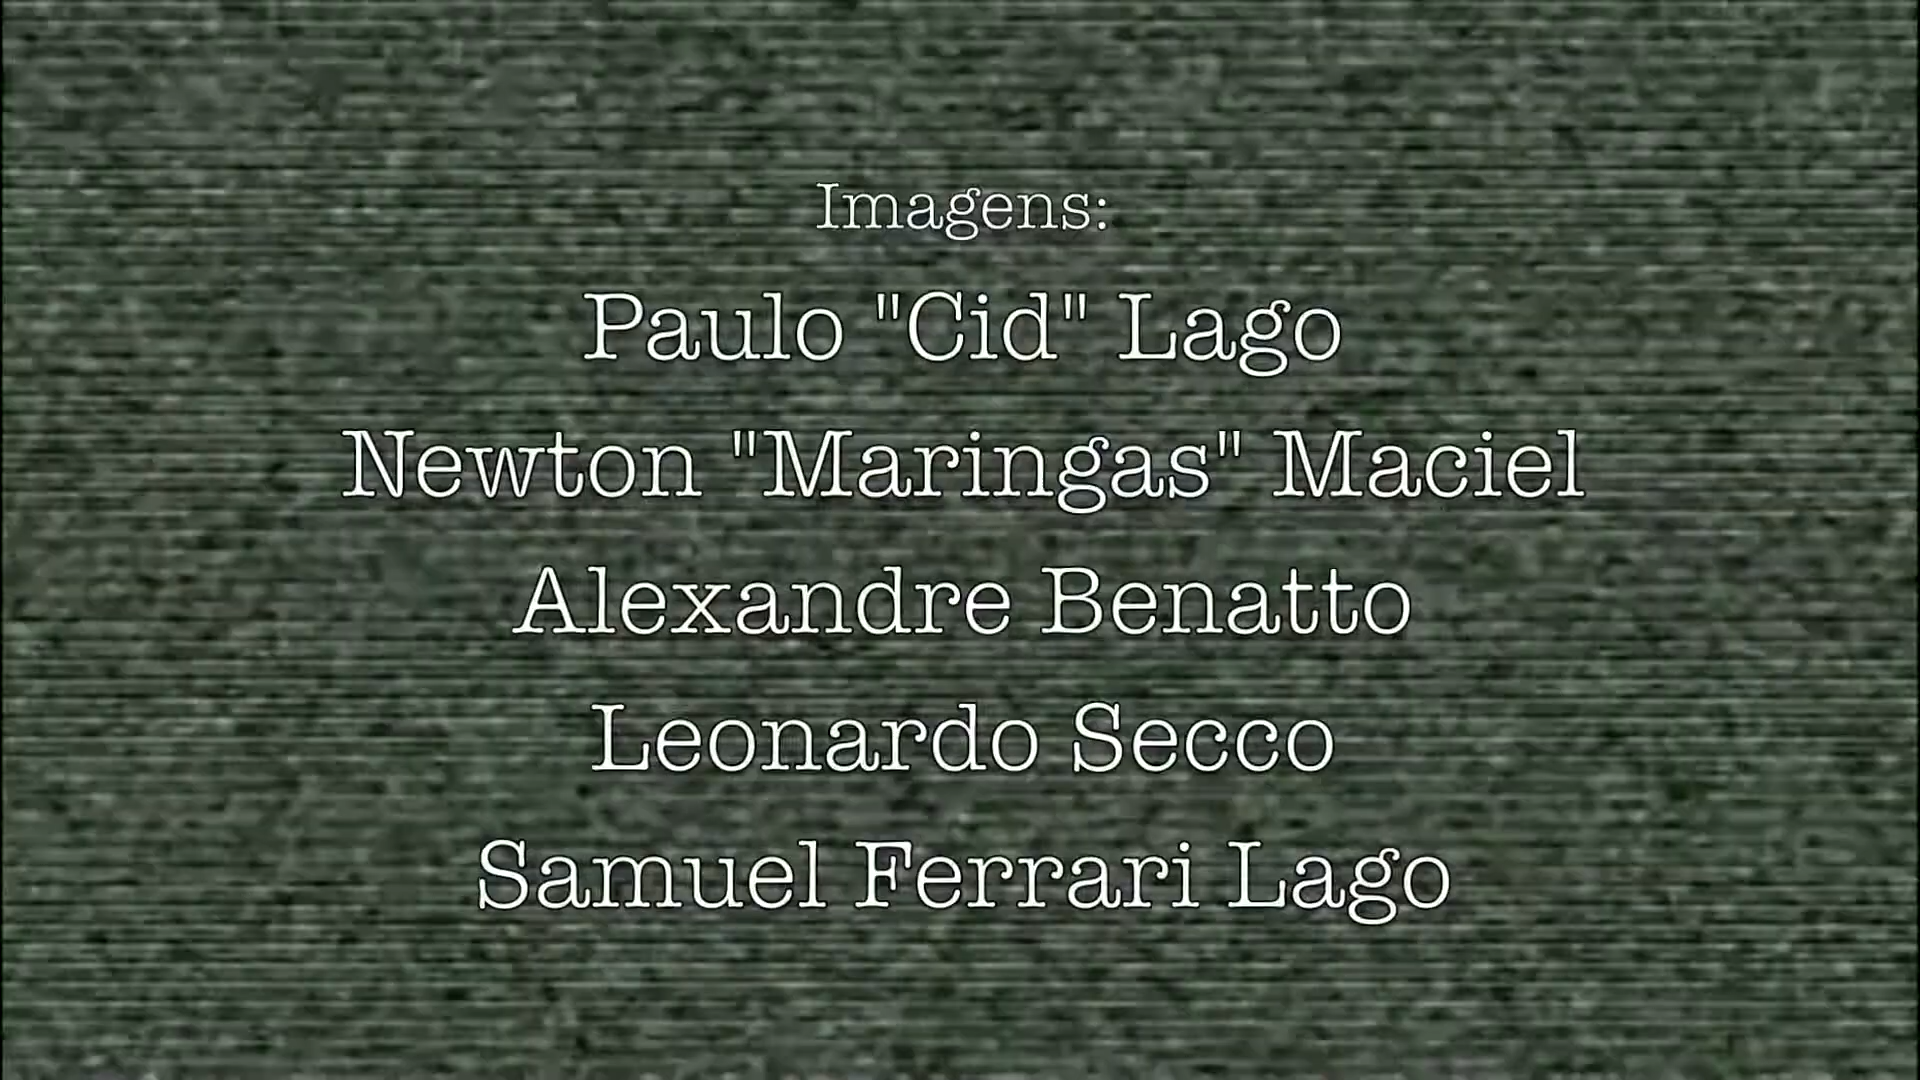 Imagens:
Paulo "Cid" Lago
Newton "Maringas" Maciel
Alexandre Benatto
Leonardo Secco
Samuel Ferrari Lago